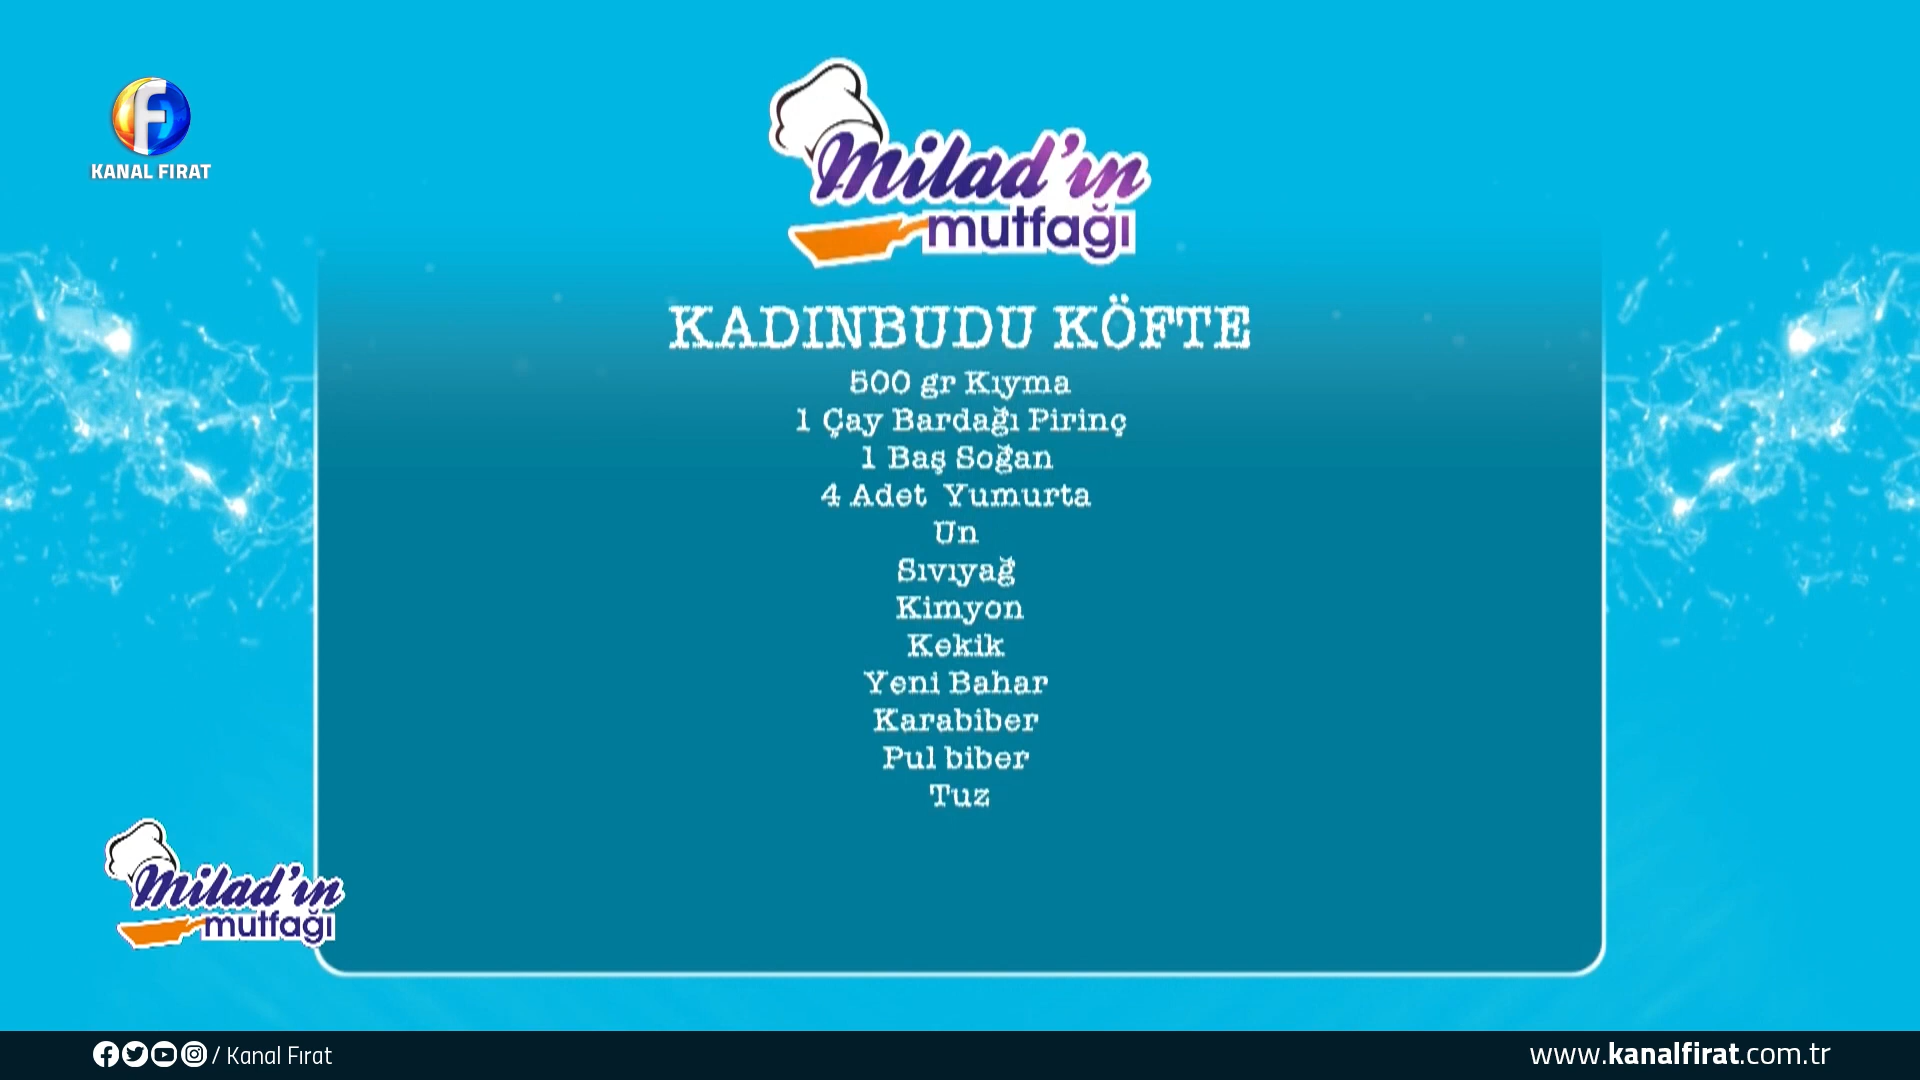 KANAL FIRAT
Milad'ın
mutfağı
KADINBUDU KÖFTE
500 gr Kıyma
1 Çay Bardağı Pirinç
1 Baş Soğan
4 Adet Yumurta
Un
Sıvıyağ
Kimyon
Kekik
Yeni Bahar
Karabiber
Pul biber
Tuz
Milad'ın
mutfağı
/ Kanal Fırat
www.kanalfirat.com.tr